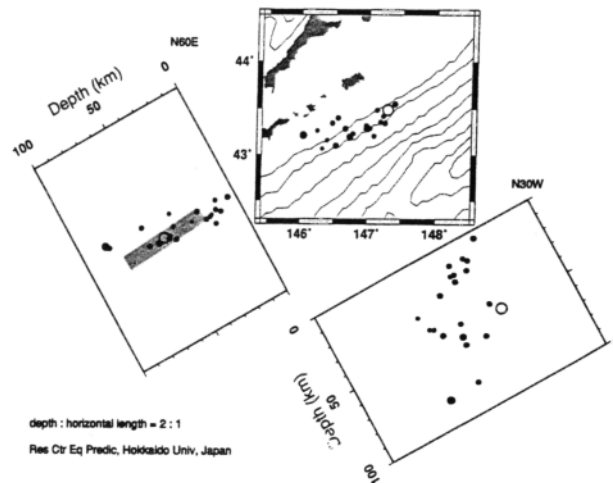 N60E
0
Depth (km)
50
100
44°
43°
146°
147°
148°
N30W
0
50
Depth (km)
100
depth : horizontal length = 2 : 1
Res Ctr Eq Predic, Hokkaido Univ, Japan